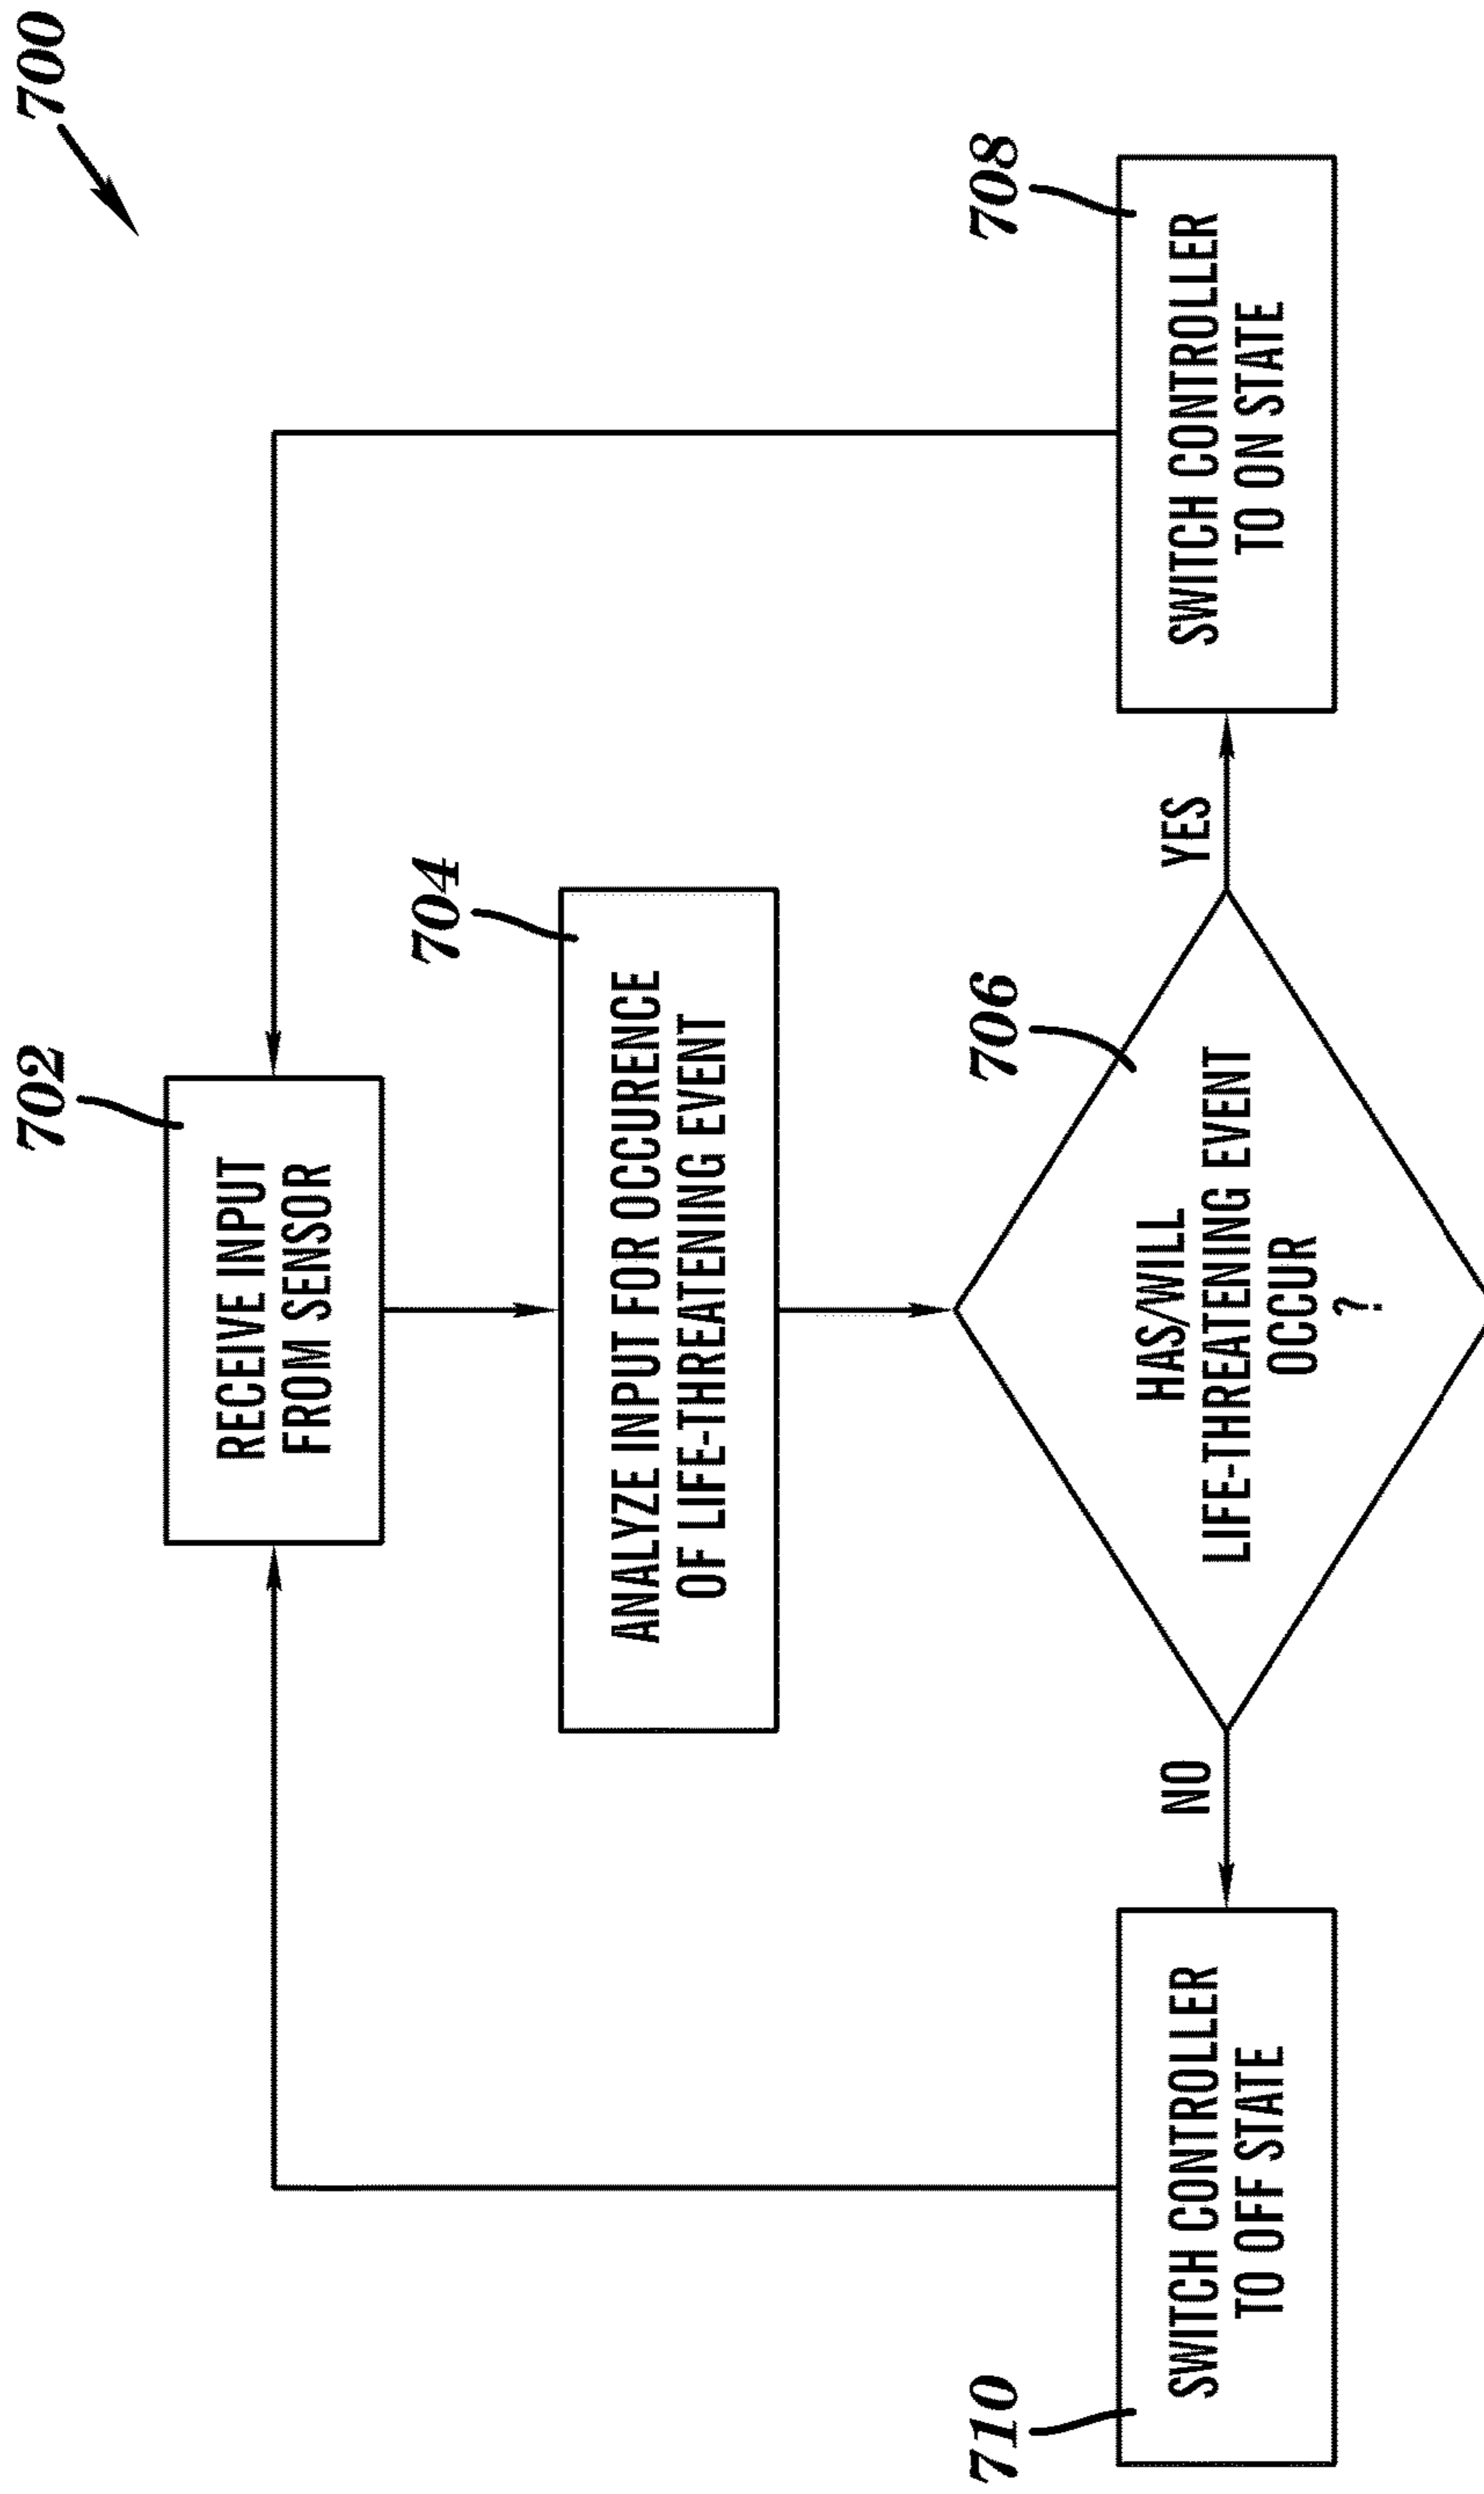 700
702
RECEIVE INPUT
FROM SENSOR
704
ANALYZE INPUT FOR OCCURENCE
OF LIFE-THREATENING EVENT
706
HAS/WILL
LIFE-THREATENING EVENT
OCCUR
?
NO
YES
710
SWITCH CONTROLLER
TO OFF STATE
708
SWITCH CONTROLLER
TO ON STATE